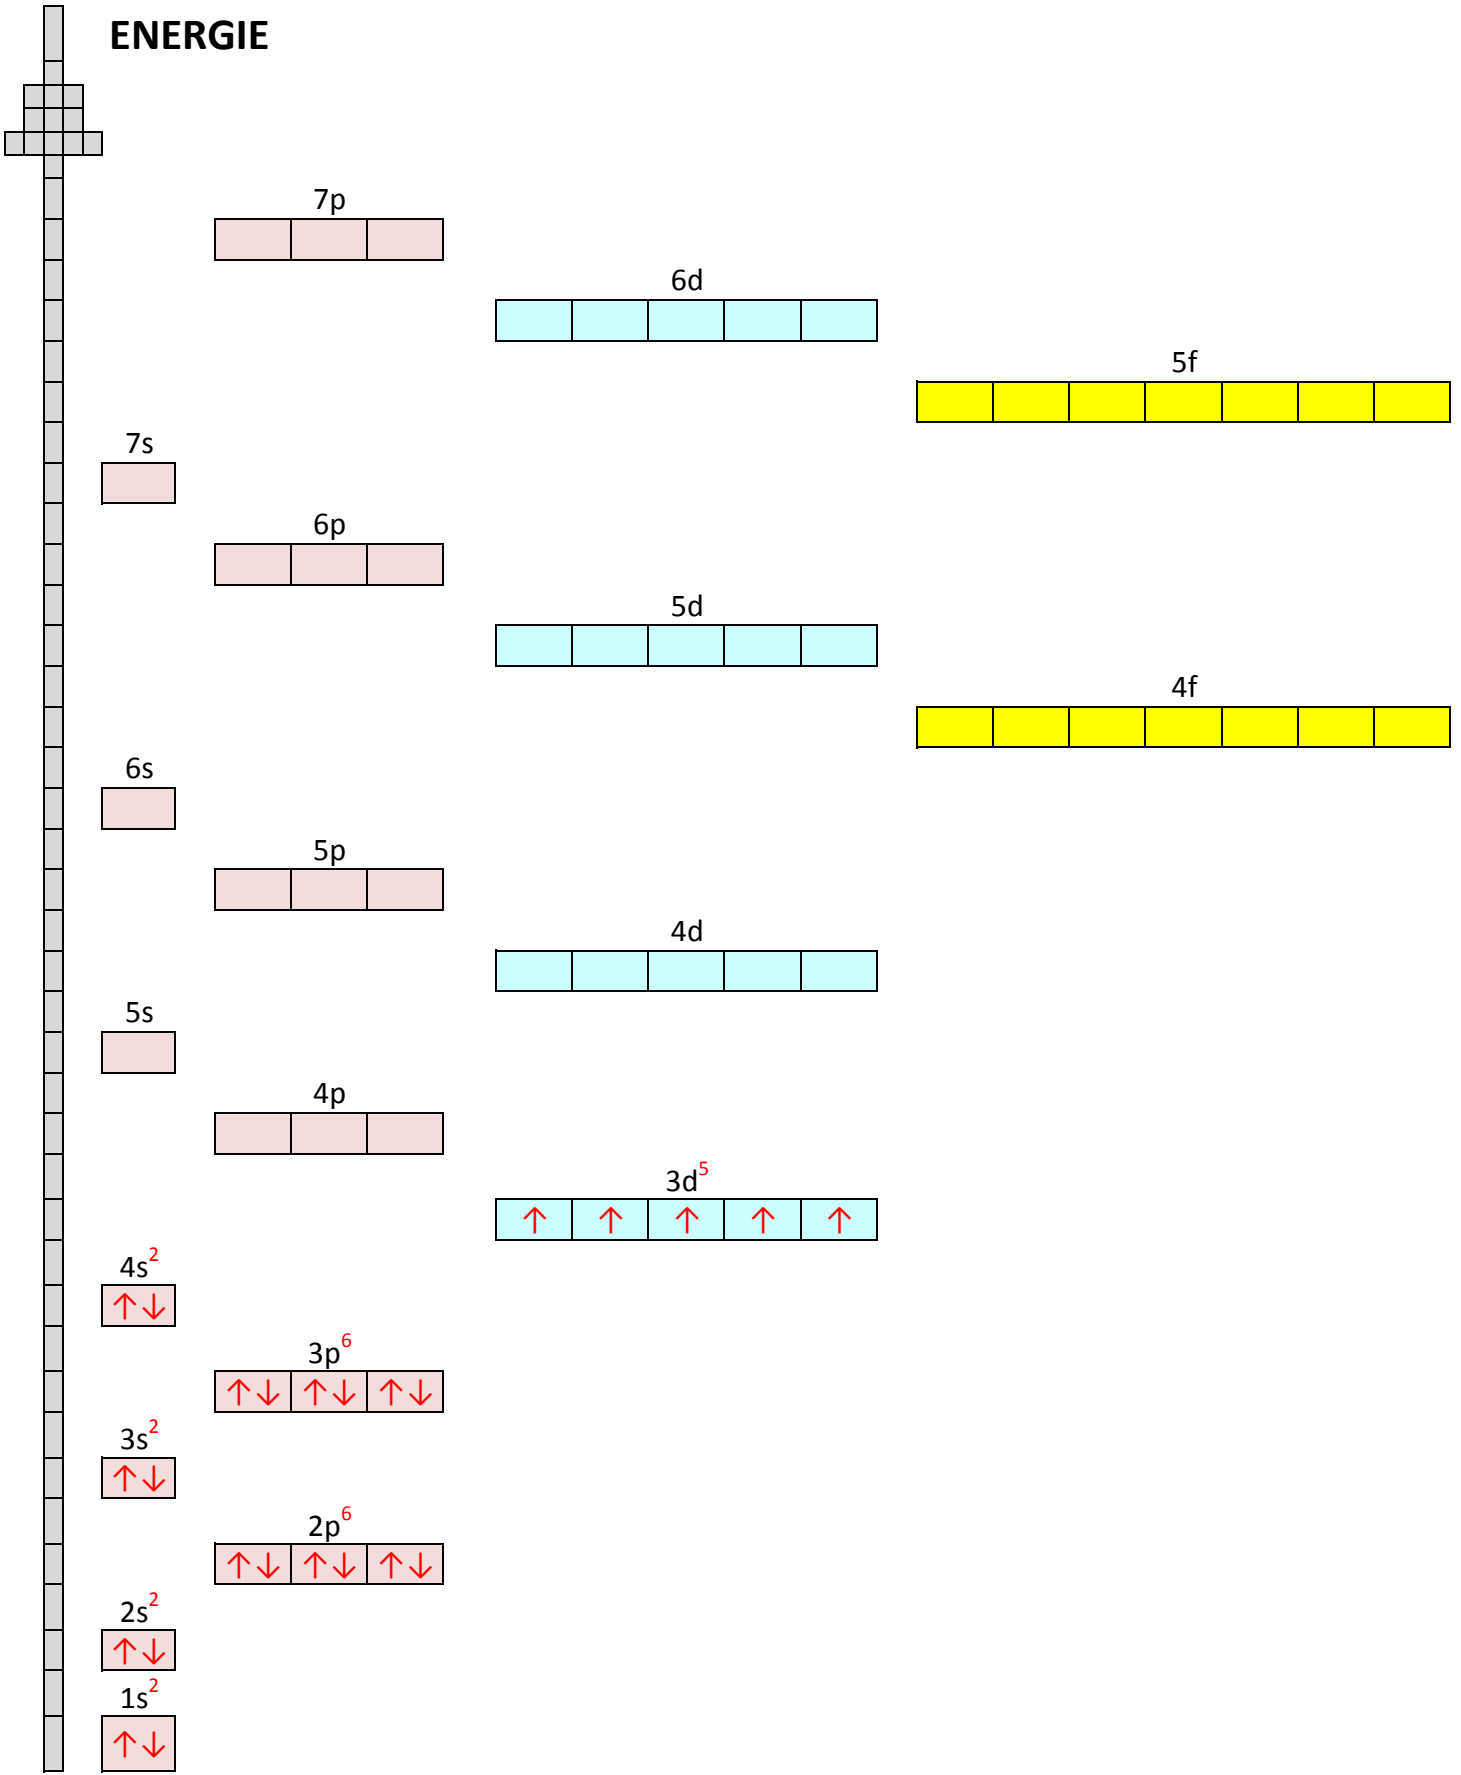 ENERGIE
7p
6d
5f
7s
6p
5d
4f
6s
5p
4d
5s
4p
3d⁵
↑ ↑ ↑ ↑ ↑
4s²
↑↓
3p⁶
↑↓ ↑↓ ↑↓
3s²
↑↓
2p⁶
↑↓ ↑↓ ↑↓
2s²
↑↓
1s²
↑↓